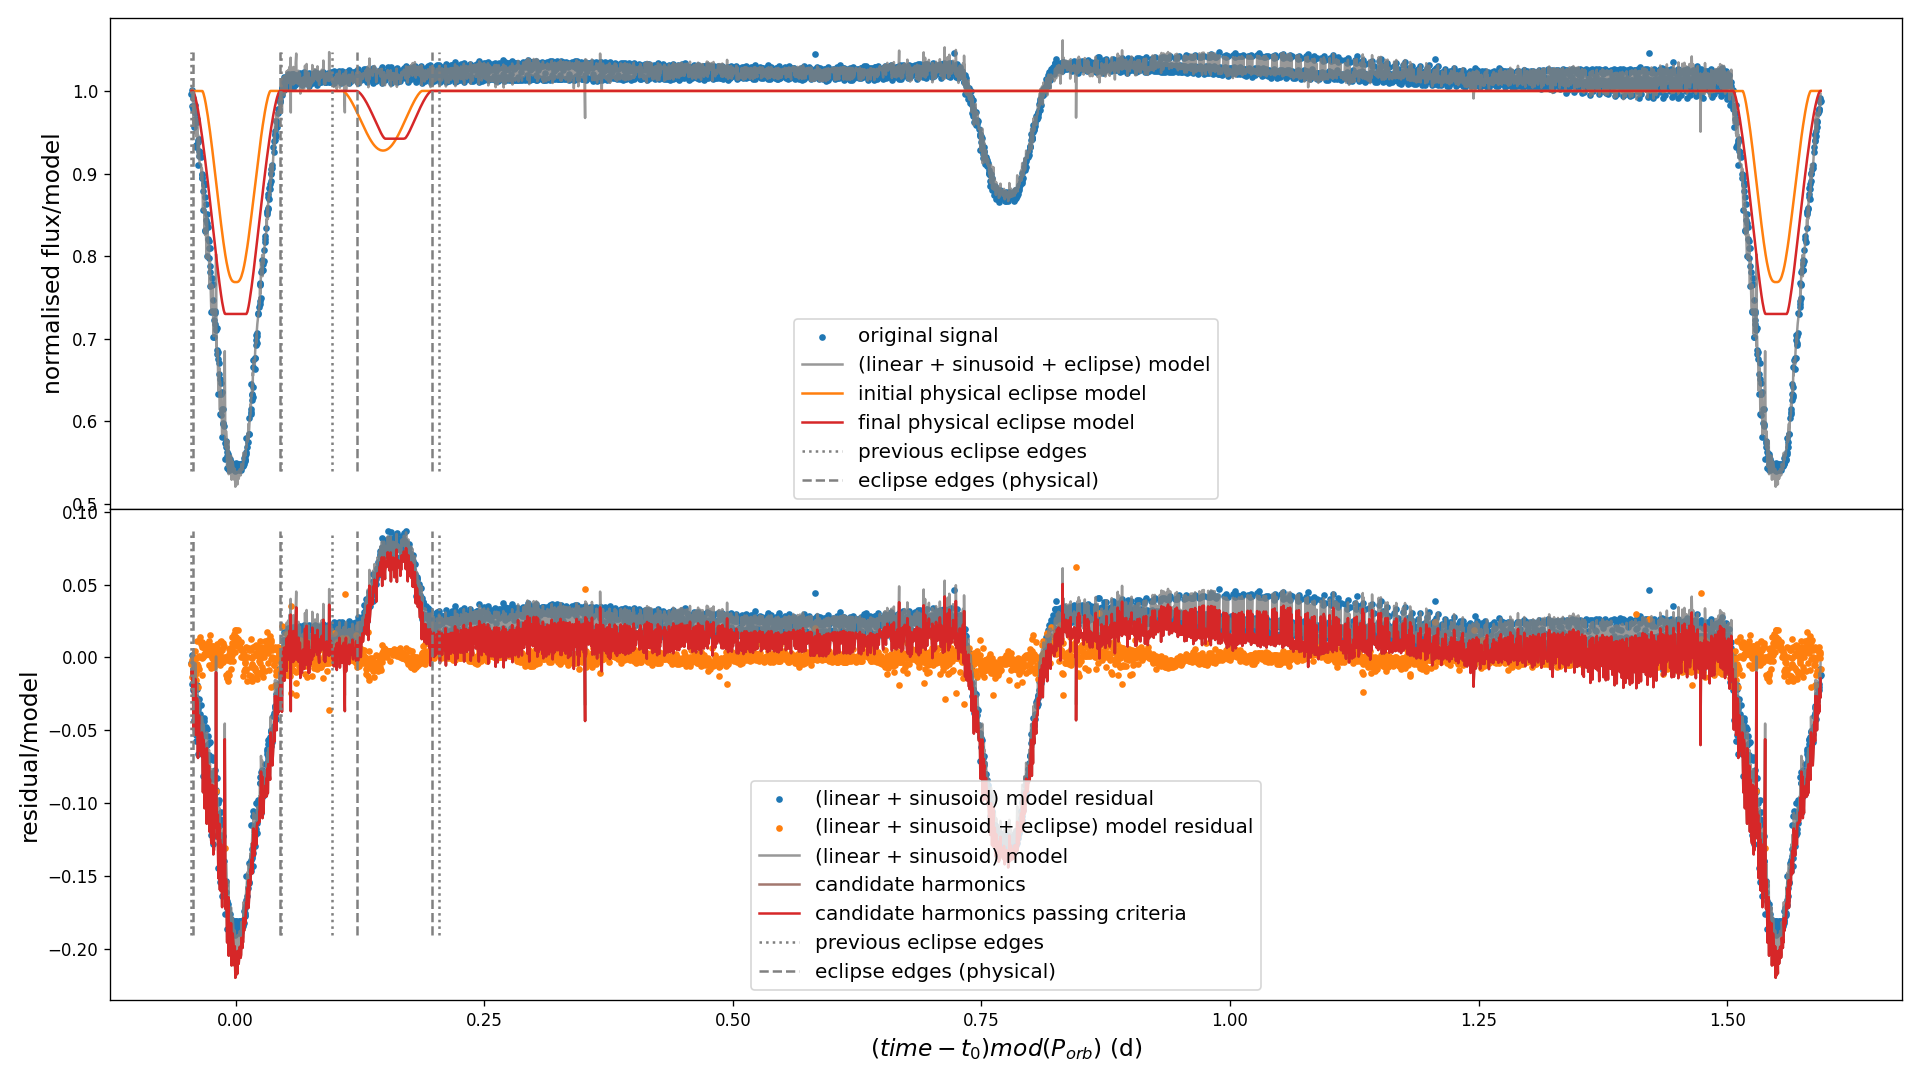 normalised flux/model
1.0
0.9
0.8
0.7
0.6
0.5
original signal
(linear + sinusoid + eclipse) model
initial physical eclipse model
final physical eclipse model
previous eclipse edges
eclipse edges (physical)
residual/model
0.10
0.05
0.00
−0.05
−0.10
−0.15
−0.20
(linear + sinusoid) model residual
(linear + sinusoid + eclipse) model residual
(linear + sinusoid) model
candidate harmonics
candidate harmonics passing criteria
previous eclipse edges
eclipse edges (physical)
0.00 0.25 0.50 0.75 1.00 1.25 1.50
(time − t₀)mod(P_orb) (d)